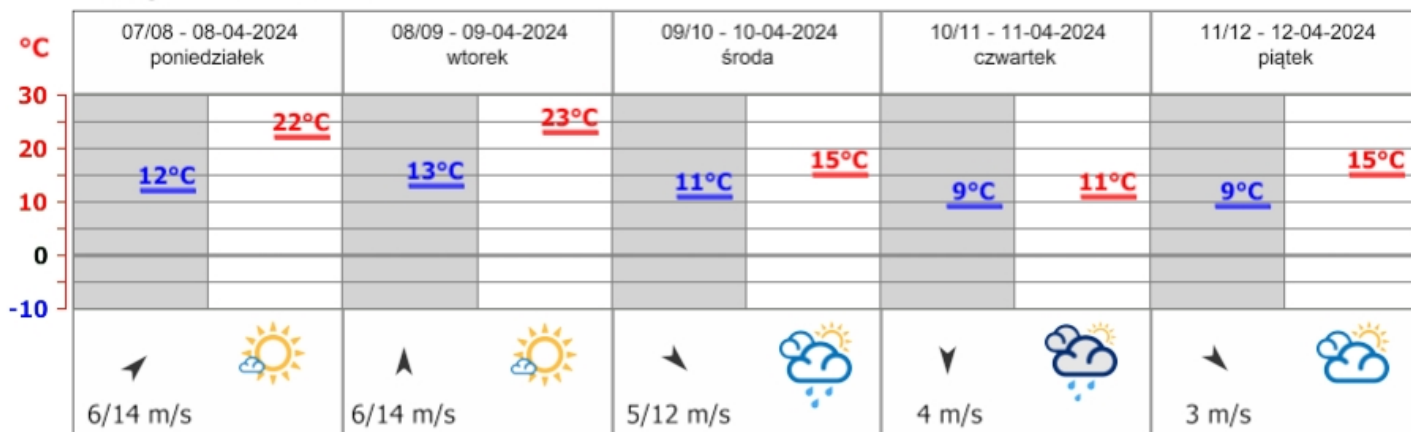 07/08 - 08-04-2024 08/09 - 09-04-2024 09/10 - 10-04-2024 10/11 - 11-04-2024 11/12 - 12-04-2024
°C poniedziałek wtorek środa czwartek piątek
30
22°C 23°C
20
12°C 13°C 11°C 15°C 9°C 11°C 9°C 15°C
10
0
-10
6/14 m/s 6/14 m/s 5/12 m/s 4 m/s 3 m/s